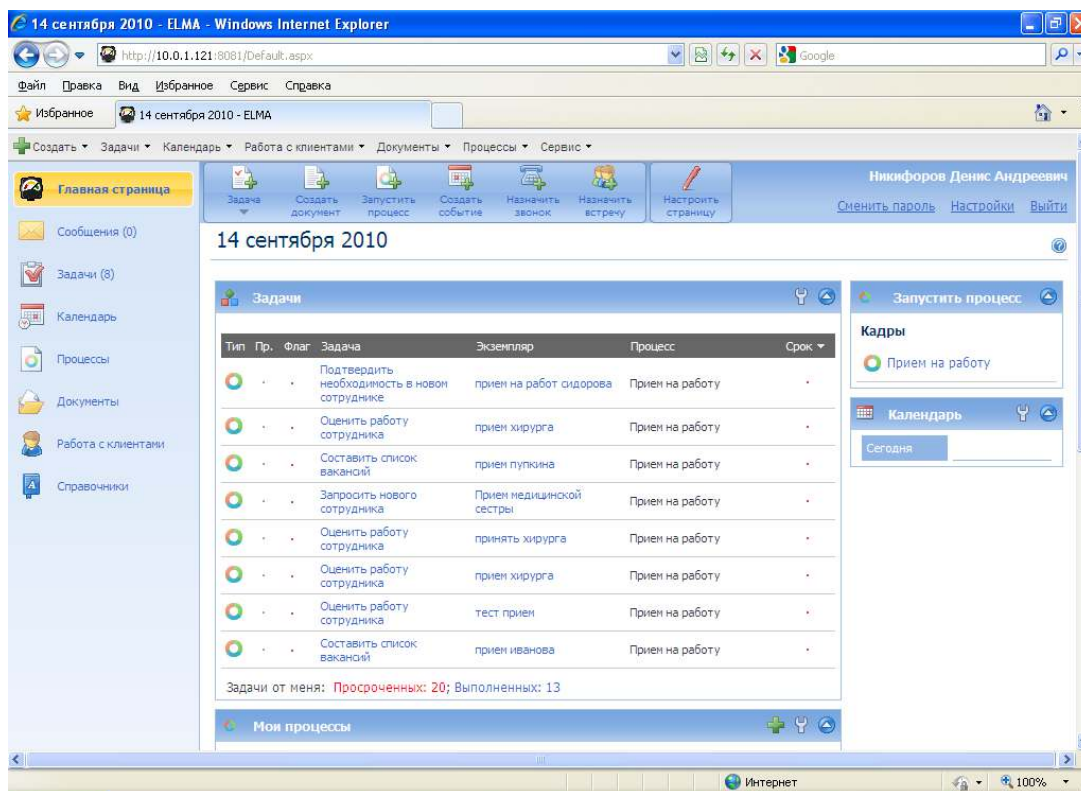 14 сентября 2010 - ELMA - Windows Internet Explorer
http://10.0.1.121:8081/Default.aspx
Google
Файл Правка Вид Избранное Сервис Справка
Избранное
14 сентября 2010 - ELMA
Создать Задачи Календарь Работа с клиентами Документы Процессы Сервис
Главная страница
Сообщения (0)
Задачи (8)
Календарь
Процессы
Документы
Работа с клиентами
Справочники
Задача
Создать документ
Запустить процесс
Создать событие
Назначить звонок
Назначить встречу
Настроить страницу
Никифоров Денис Андреевич
Сменить пароль Настройки Выйти
14 сентября 2010
Задачи
Тип Пр. Флаг Задача Экземпляр Процесс Срок
Подтвердить
необходимость в новом
сотруднике
прием на работ сидорова Прием на работу
Оценить работу
сотрудника
прием хирурга Прием на работу
Составить список
вакансий
прием пупкина Прием на работу
Запросить нового
сотрудника
Прием медицинской
сестры
Прием на работу
Оценить работу
сотрудника
принять хирурга Прием на работу
Оценить работу
сотрудника
прием хирурга Прием на работу
Оценить работу
сотрудника
тест прием Прием на работу
Составить список
вакансий
прием иванова Прием на работу
Задачи от меня: Просроченных: 20; Выполненных: 13
Мои процессы
Запустить процесс
Кадры
Прием на работу
Календарь
Сегодня
Интернет
100%